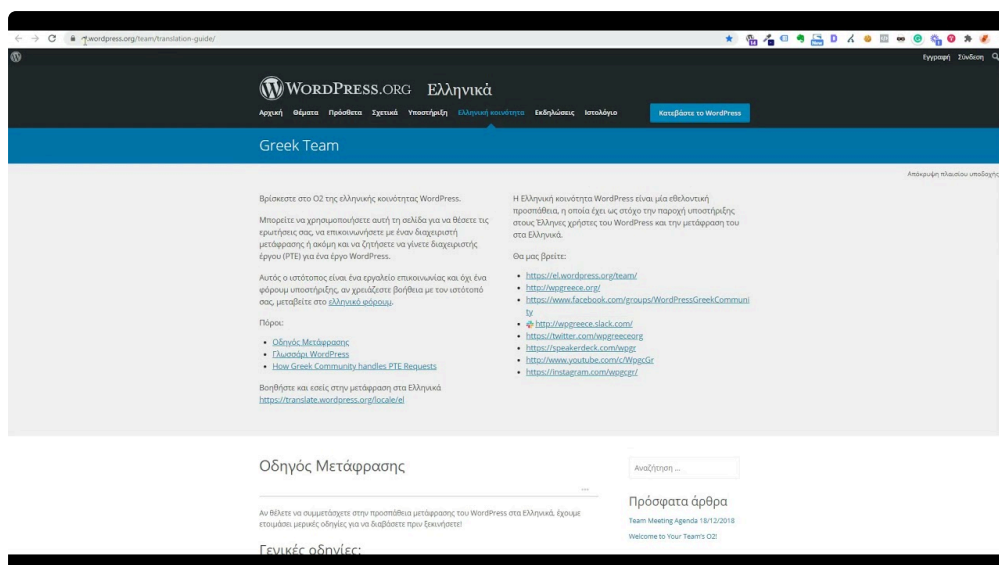 .wordpress.org/team/translation-guide/
Εγγραφή Σύνδεση
WORDPRESS.ORG Ελληνικά
Αρχική Θέματα Πρόσθετα Σχετικά Υποστήριξη Ελληνική κοινότητα Εκδηλώσεις Ιστολόγιο Κατεβάστε το WordPress
Greek Team
Απόκρυψη πλαισίου υποδοχής
Βρίσκεστε στο O2 της ελληνικής κοινότητας WordPress.
Μπορείτε να χρησιμοποιήσετε αυτή τη σελίδα για να θέσετε τις
ερωτήσεις σας, να επικοινωνήσετε με έναν διαχειριστή
μετάφρασης ή ακόμη και να ζητήσετε να γίνετε διαχειριστής
έργου (PTE) για ένα έργο WordPress.
Αυτός ο ιστότοπος είναι ένα εργαλείο επικοινωνίας και όχι ένα
φόρουμ υποστήριξης, αν χρειάζεστε βοήθεια με τον ιστότοπό
σας, μεταβείτε στο ελληνικό φόρουμ.
Πόροι:
Οδηγός Μετάφρασης
Γλωσσάρι WordPress
How Greek Community handles PTE Requests
Βοηθήστε και εσείς στην μετάφραση στα Ελληνικά
https://translate.wordpress.org/locale/el
Η Ελληνική κοινότητα WordPress είναι μία εθελοντική
προσπάθεια, η οποία έχει ως στόχο την παροχή υποστήριξης
στους Έλληνες χρήστες του WordPress και την μετάφραση του
στα Ελληνικά.
Θα μας βρείτε:
https://el.wordpress.org/team/
http://wpgreece.org/
https://www.facebook.com/groups/WordPressGreekCommuni
ty
http://wpgreece.slack.com/
https://twitter.com/wpgreeceorg
https://speakerdeck.com/wpgr
http://www.youtube.com/c/WpgcGr
https://instagram.com/wpgcgr/
Οδηγός Μετάφρασης
Αναζήτηση ...
...
Αν θέλετε να συμμετάσχετε στην προσπάθεια μετάφρασης του WordPress στα Ελληνικά, έχουμε
ετοιμάσει μερικές οδηγίες για να διαβάσετε πριν ξεκινήσετε!
Γενικές οδηγίες:
Πρόσφατα άρθρα
Team Meeting Agenda 18/12/2018
Welcome to Your Team's O2!